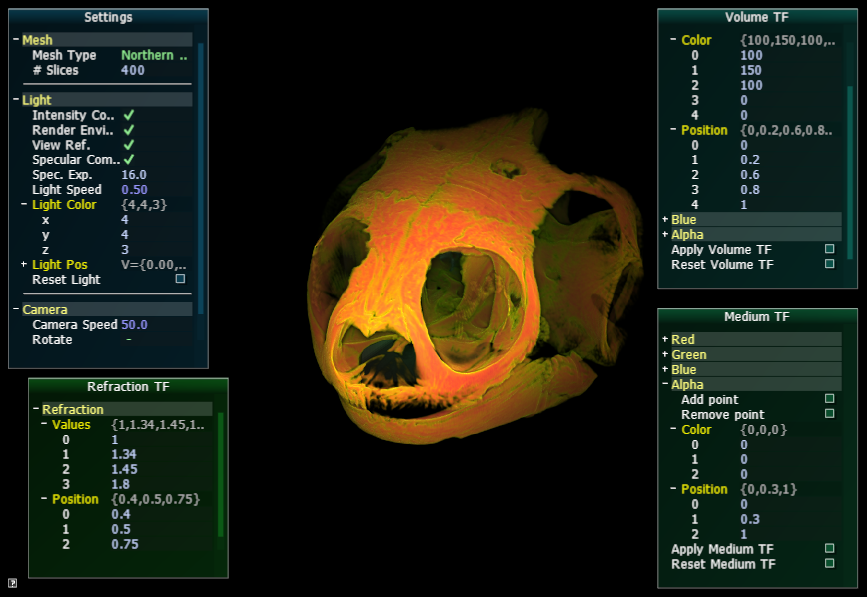 Settings
Mesh
Mesh Type Northern ..
# Slices 400
Light
Intensity Co..
Render Envi..
View Ref.
Specular Com..
Spec. Exp. 16.0
Light Speed 0.50
Light Color {4,4,3}
x 4
y 4
z 3
Light Pos V={0.00,..
Reset Light
Camera
Camera Speed 50.0
Rotate -
Refraction TF
Refraction
Values {1,1.34,1.45,1..
0 1
1 1.34
2 1.45
3 1.8
Position {0.4,0.5,0.75}
0 0.4
1 0.5
2 0.75
?
Volume TF
Color {100,150,100,..
0 100
1 150
2 100
3 0
4 0
Position {0,0.2,0.6,0.8..
0 0
1 0.2
2 0.6
3 0.8
4 1
Blue
Alpha
Apply Volume TF
Reset Volume TF
Medium TF
Red
Green
Blue
Alpha
Add point
Remove point
Color {0,0,0}
0 0
1 0
2 0
Position {0,0.3,1}
0 0
1 0.3
2 1
Apply Medium TF
Reset Medium TF